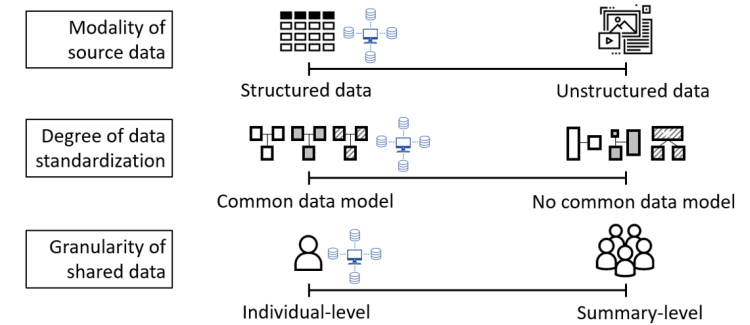 Modality of
source data
Structured data
Unstructured data
Degree of data
standardization
Common data model
No common data model
Granularity of
shared data
Individual-level
Summary-level